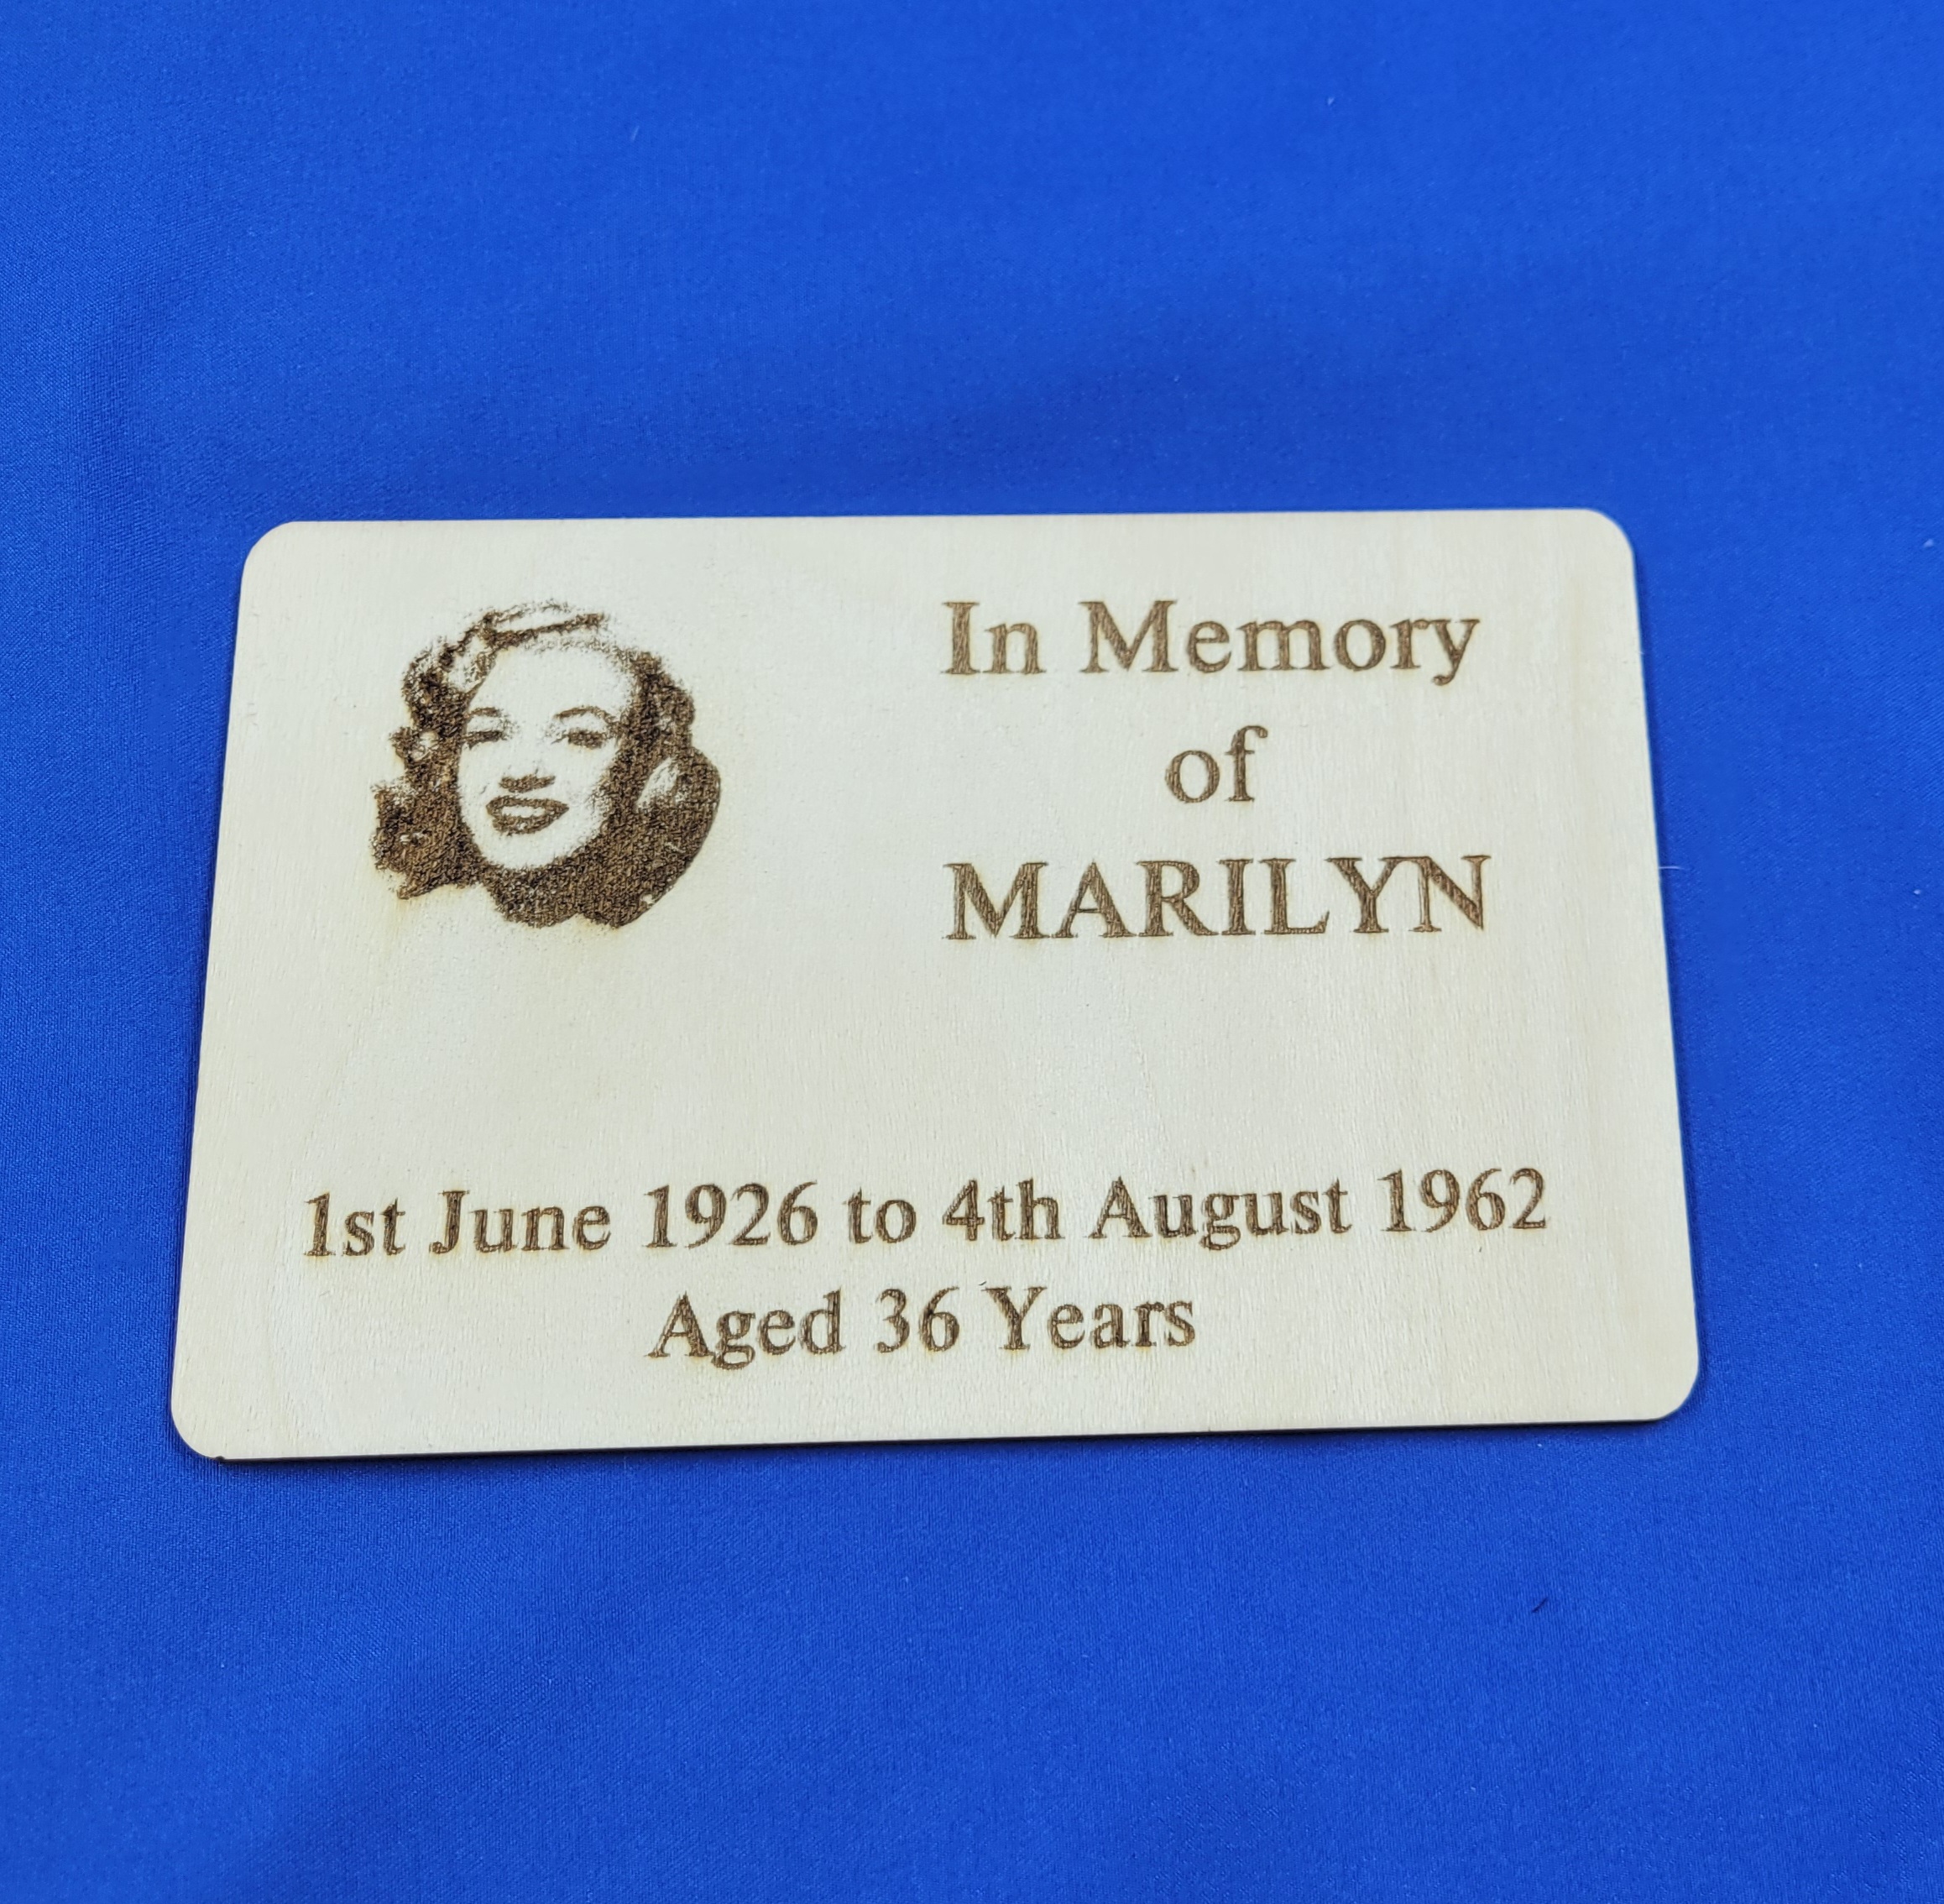 In Memory
of
MARILYN
1st June 1926 to 4th August 1962
Aged 36 Years